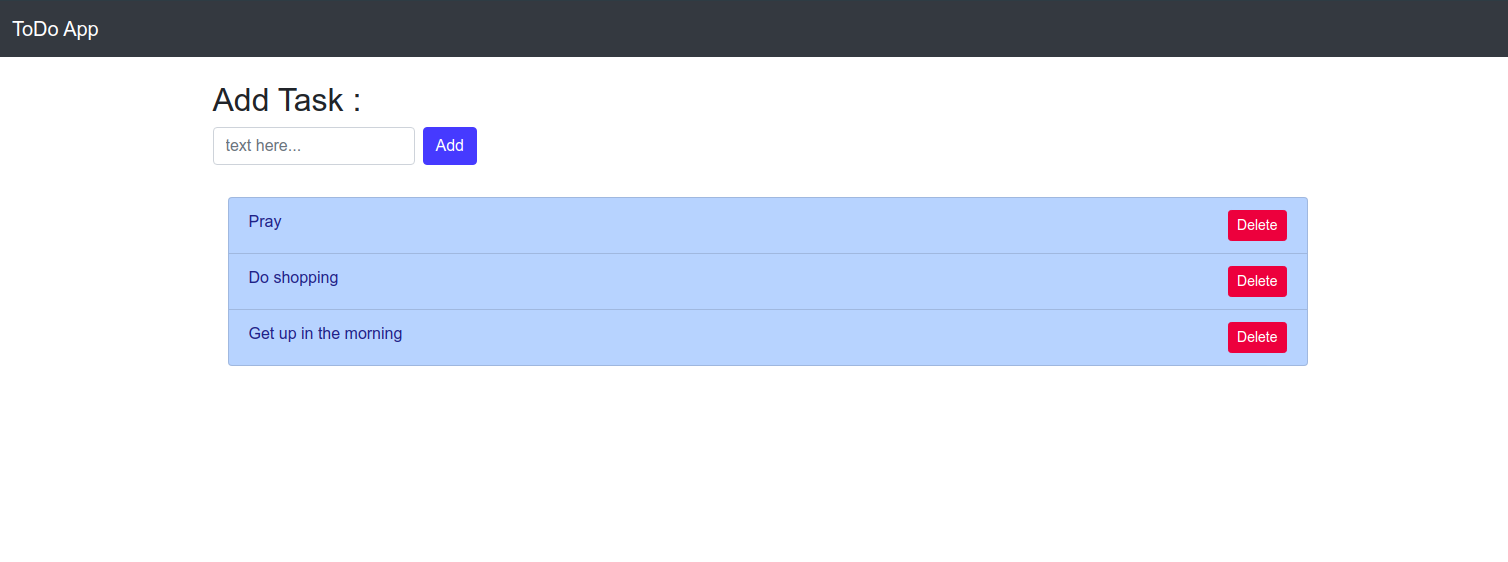 ToDo App
Add Task :
text here...
Add
Pray
Delete
Do shopping
Delete
Get up in the morning
Delete